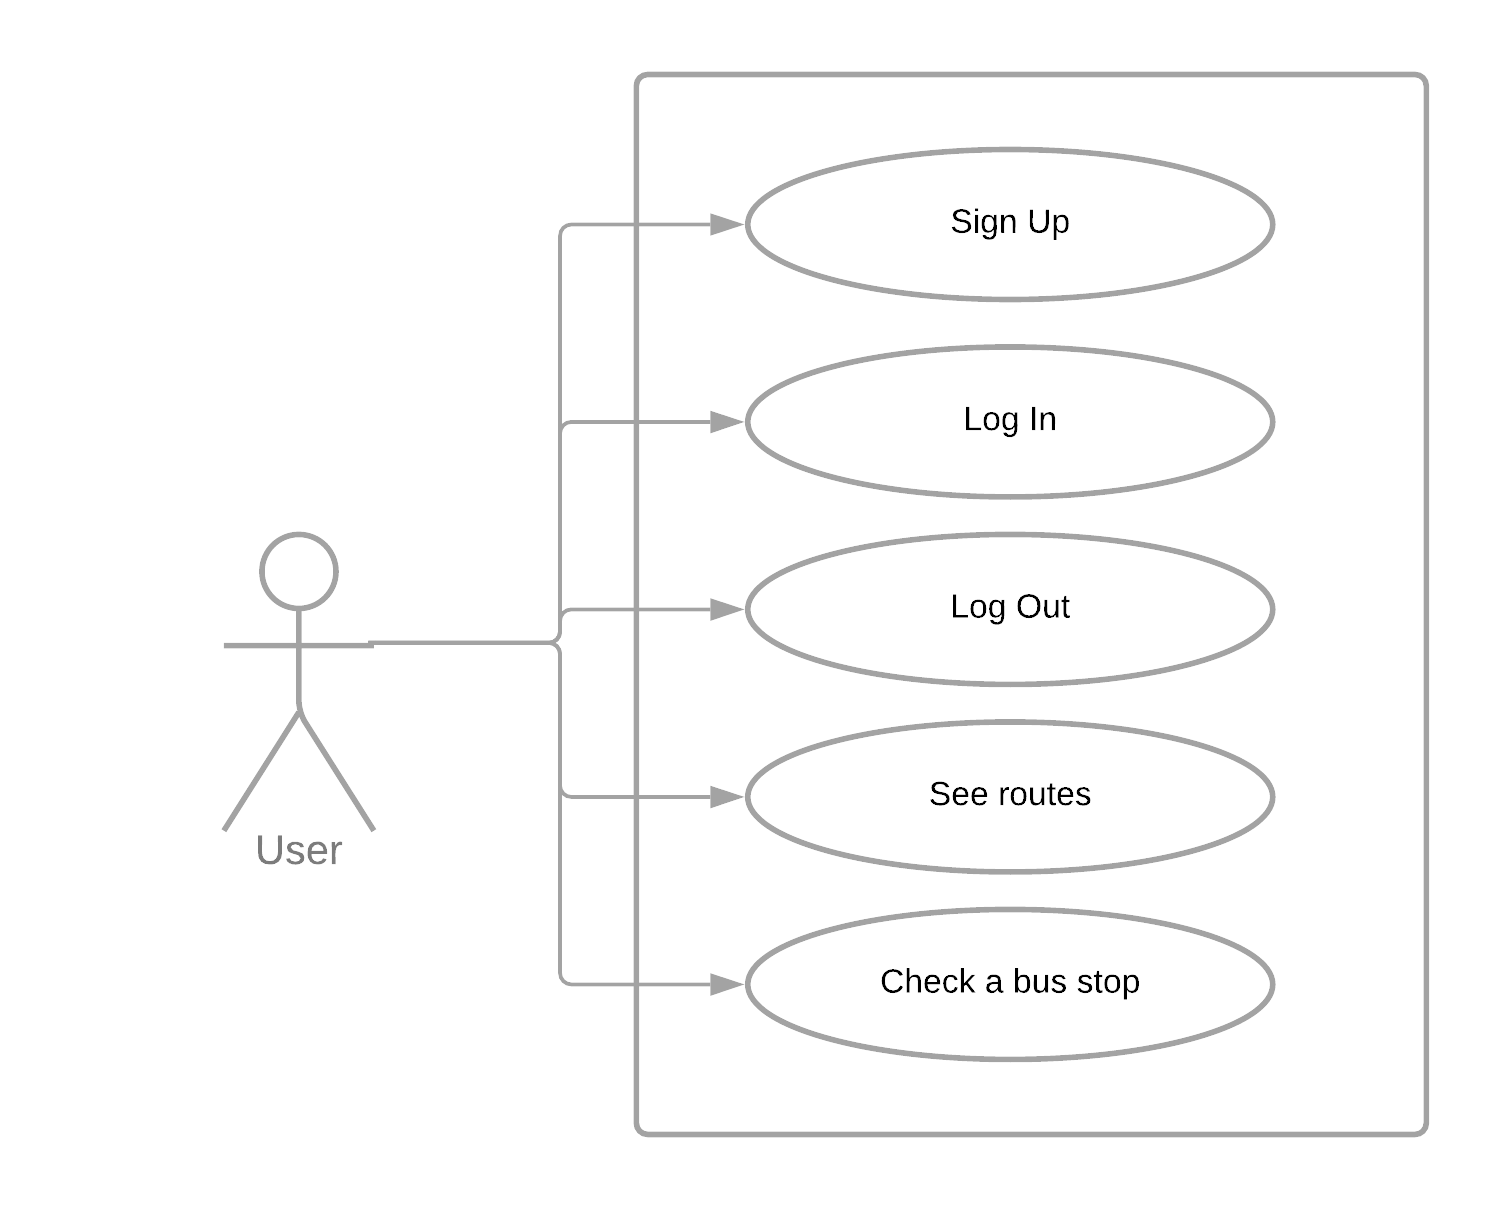 Sign Up
Log In
Log Out
See routes
User
Check a bus stop